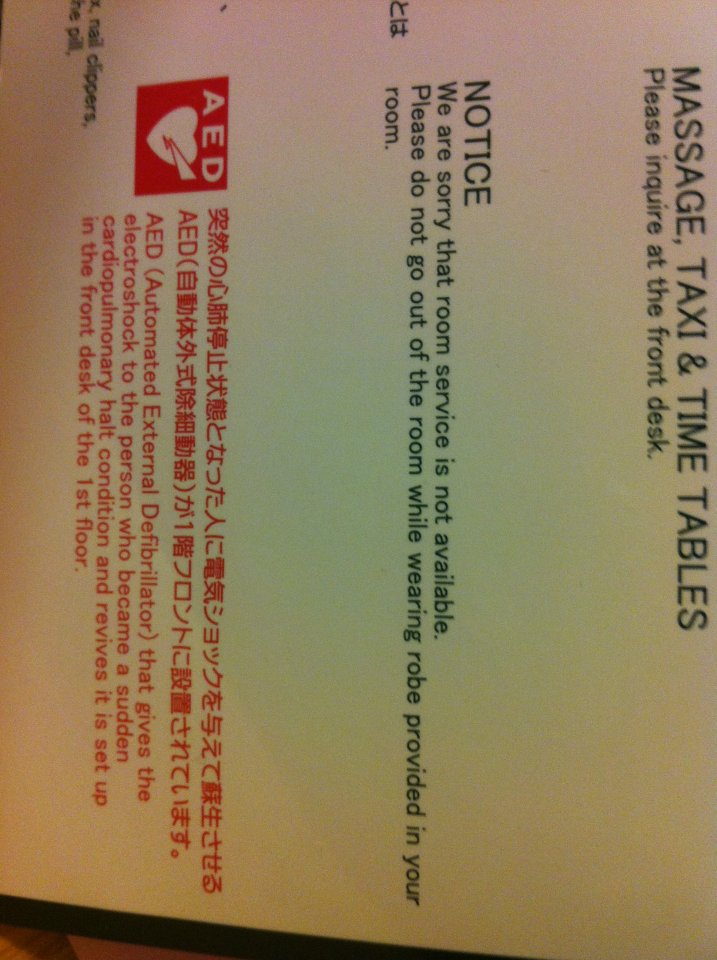 MASSAGE, TAXI & TIME TABLES
Please inquire at the front desk.
NOTICE
We are sorry that room service is not available.
Please do not go out of the room while wearing robe provided in your
room.
とは
AED
突然の心肺停止状態となった人に電気ショックを与えて蘇生させる
AED(自動体外式除細動器)が1階フロントに設置されています。
AED (Automated External Defibrillator) that gives the
electroshock to the person who became a sudden
cardiopulmonary halt condition and revives it is set up
in the front desk of the 1st floor.
、
nail clippers,
pill,